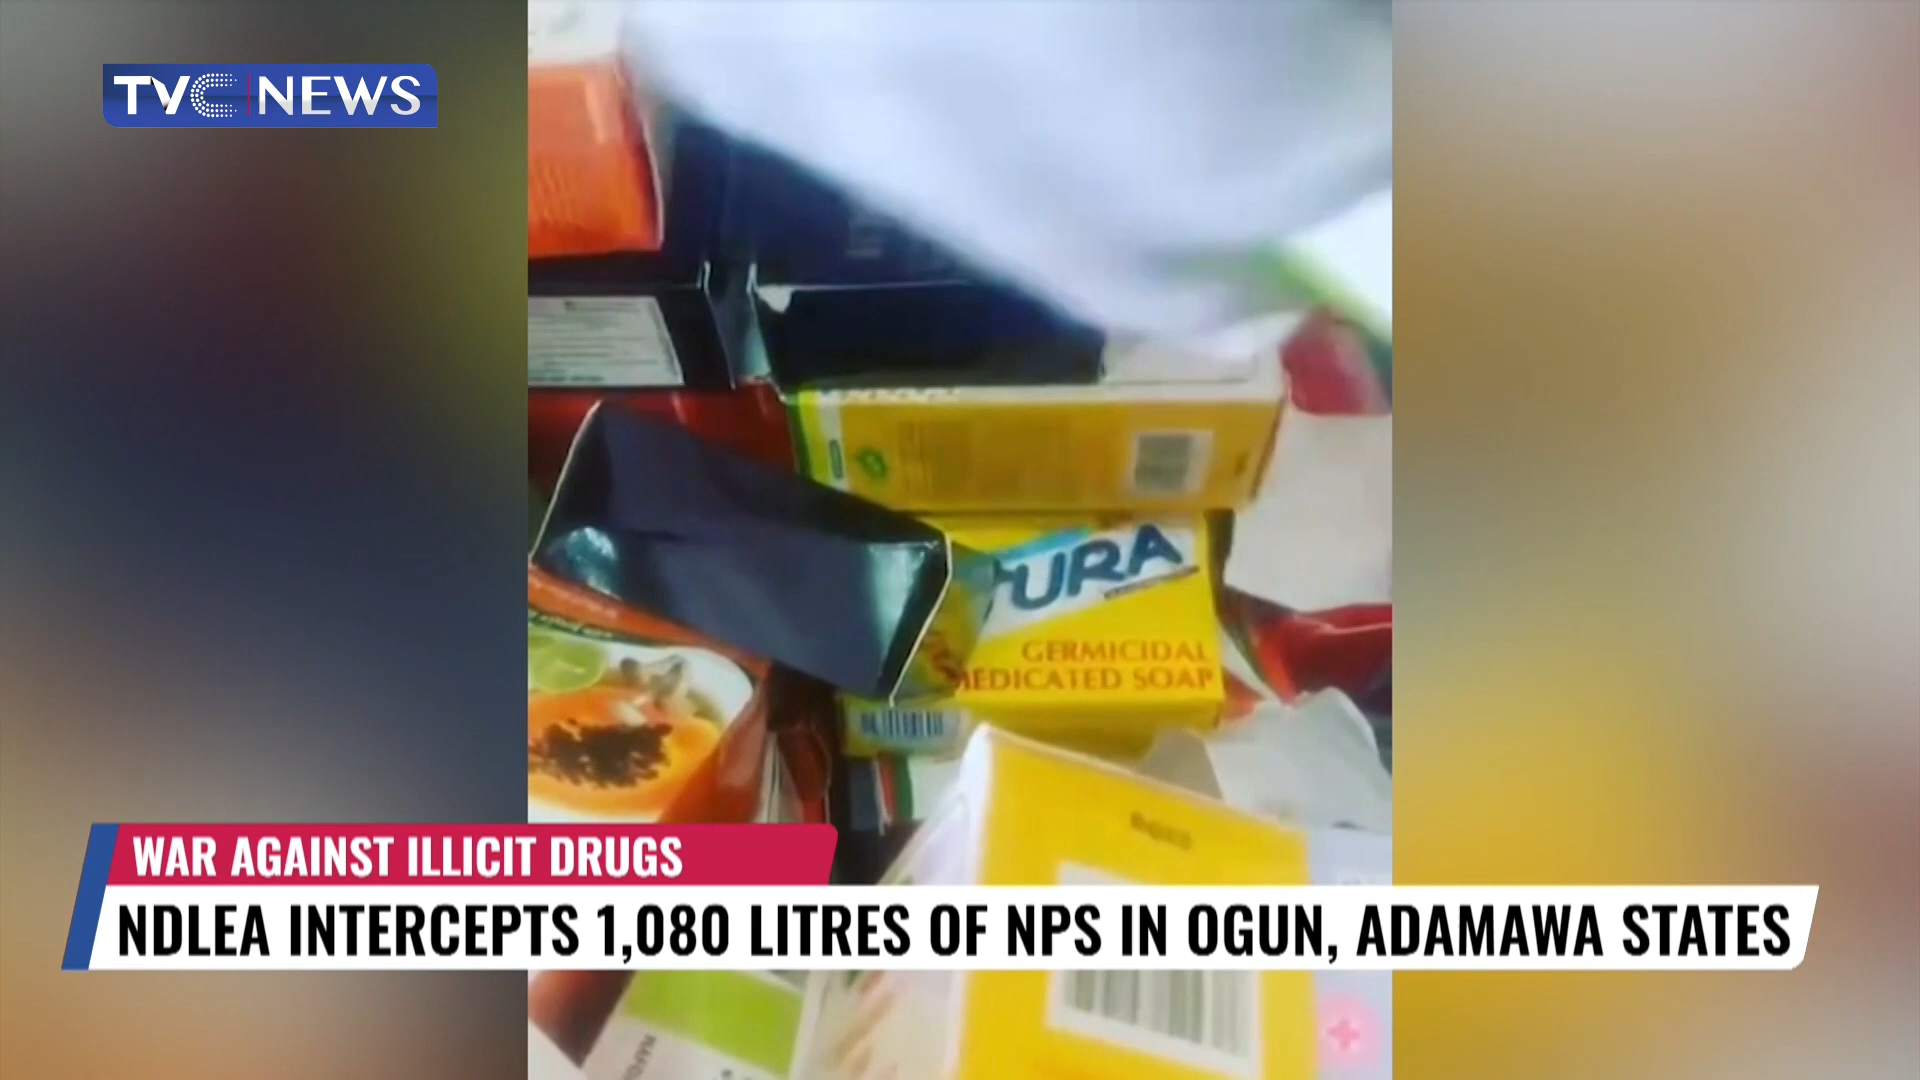 TVC NEWS
URA
GERMICIDAL
MEDICATED SOAP
WAR AGAINST ILLICIT DRUGS
NDLEA INTERCEPTS 1,080 LITRES OF NPS IN OGUN, ADAMAWA STATES